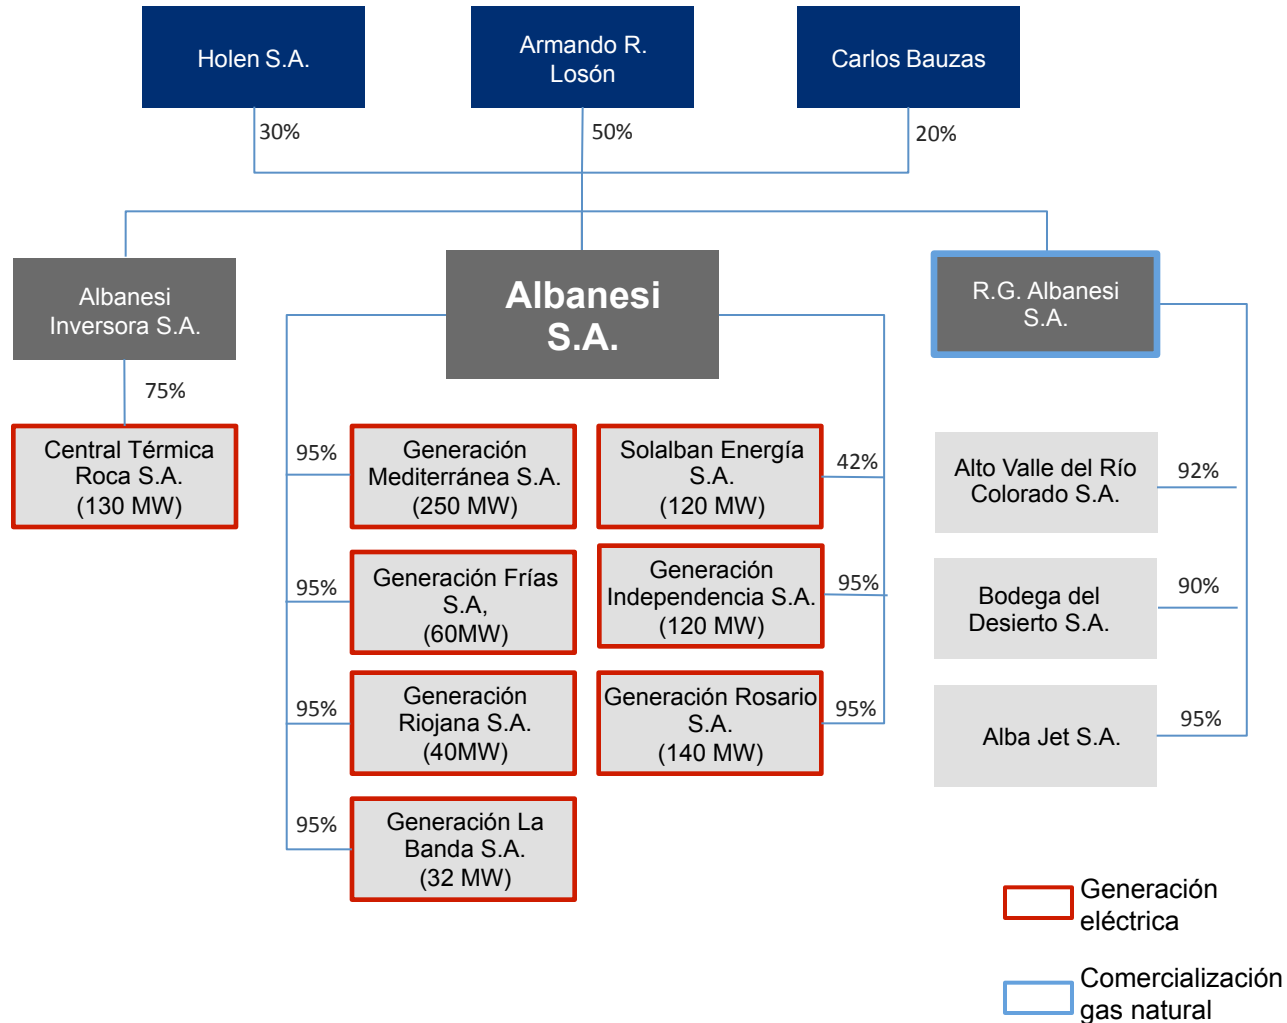 Holen S.A.
Armando R.
Losón
Carlos Bauzas
30%
50%
20%
Albanesi
Inversora S.A.
Albanesi
S.A.
R.G. Albanesi
S.A.
75%
Central Térmica
Roca S.A.
(130 MW)
95%
Generación
Mediterránea S.A.
(250 MW)
Solalban Energía
S.A.
(120 MW)
42%
Alto Valle del Río
Colorado S.A.
92%
95%
Generación Frías
S.A,
(60MW)
Generación
Independencia S.A.
(120 MW)
95%
Bodega del
Desierto S.A.
90%
95%
Generación
Riojana S.A.
(40MW)
Generación Rosario
S.A.
(140 MW)
95%
Alba Jet S.A.
95%
95%
Generación La
Banda S.A.
(32 MW)
Generación
eléctrica
Comercialización
gas natural